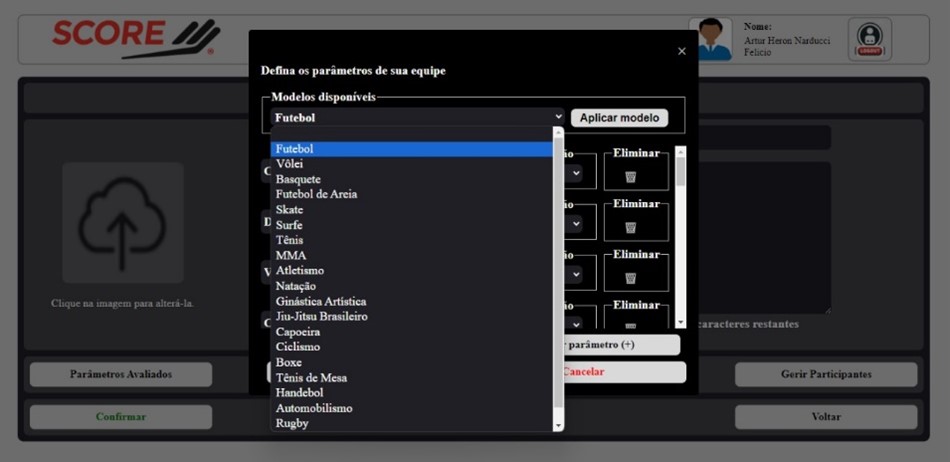 SCORE
Nome:
Artur Heron Narducci
Felicio
LOGOUT
×
Defina os parâmetros de sua equipe
Modelos disponíveis
Futebol
Aplicar modelo
Futebol
Vôlei
Basquete
Futebol de Areia
Skate
Surfe
Tênis
MMA
Atletismo
Natação
Ginástica Artística
Jiu-Jitsu Brasileiro
Capoeira
Ciclismo
Boxe
Tênis de Mesa
Handebol
Automobilismo
Rugby
Eliminar
Eliminar
Eliminar
Eliminar
parâmetro (+)
Cancelar
Clique na imagem para alterá-la.
caracteres restantes
Parâmetros Avaliados
Gerir Participantes
Confirmar
Voltar